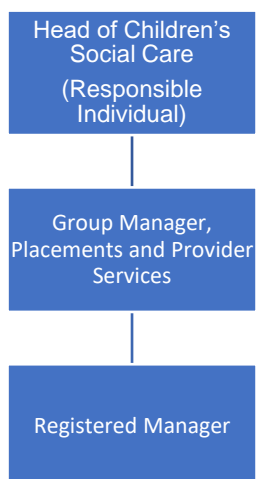 Head of Children's
Social Care
(Responsible
Individual)
Group Manager,
Placements and Provider
Services
Registered Manager